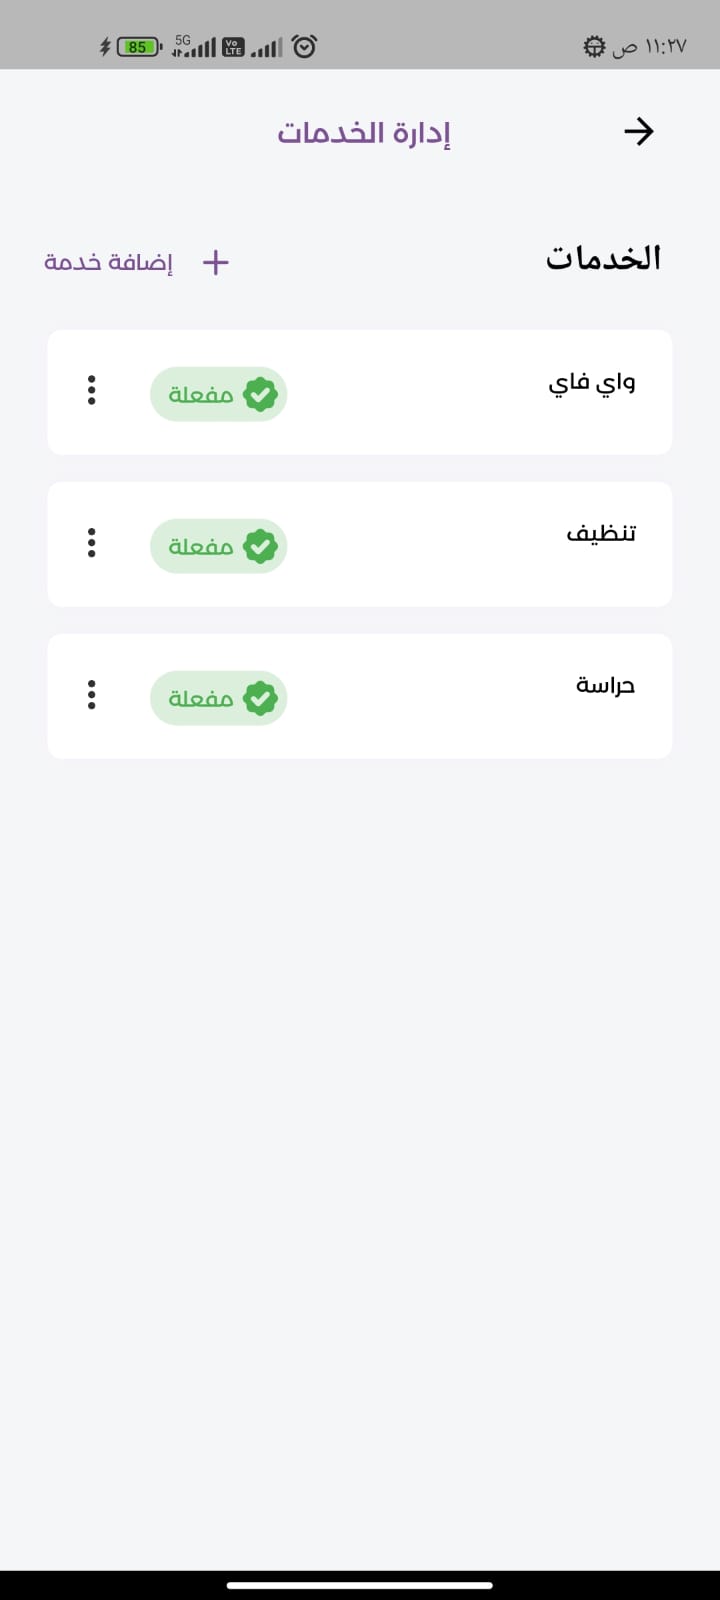 ١١:٢٧ ص
5G
Vo LTE
85
إدارة الخدمات
الخدمات
إضافة خدمة
واي فاي
مفعلة
تنظيف
مفعلة
حراسة
مفعلة